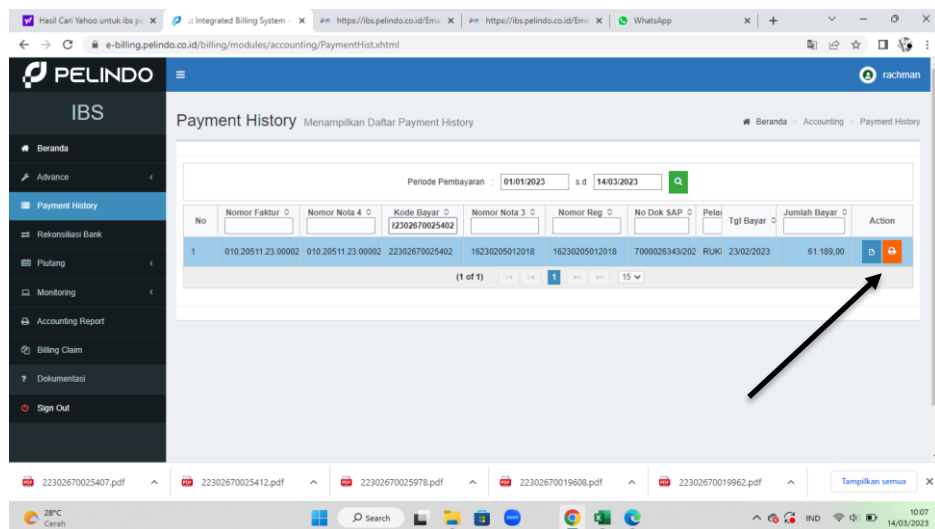 Hasil Cari Yahoo untuk ibs pe
.:: Integrated Billing System -
https://ibs.pelindo.co.id/Ema
https://ibs.pelindo.co.id/Ema
WhatsApp
e-billing.pelindo.co.id/billing/modules/accounting/PaymentHist.xhtml
PELINDO
rachman
IBS
Payment History Menampilkan Daftar Payment History
Beranda > Accounting > Payment History
Beranda
Advance
Payment History
Rekonsiliasi Bank
Piutang
Monitoring
Accounting Report
Billing Claim
Dokumentasi
Sign Out
Periode Pembayaran : 01/01/2023 s.d 14/03/2023
No Nomor Faktur Nomor Nota 4 Kode Bayar Nomor Nota 3 Nomor Reg No Dok SAP Pelan Tgl Bayar Jumlah Bayar Action
22302670025402
1 010.20511.23.00002 010.20511.23.00002 22302670025402 16230205012018 16230205012018 7000026343/202 RUKI 23/02/2023 61.189,00
(1 of 1) 1 15
22302670025407.pdf
22302670025412.pdf
22302670025978.pdf
22302670019608.pdf
22302670019962.pdf
Tampilkan semua
28°C
Cerah
Search
IND
10:07
14/03/2023